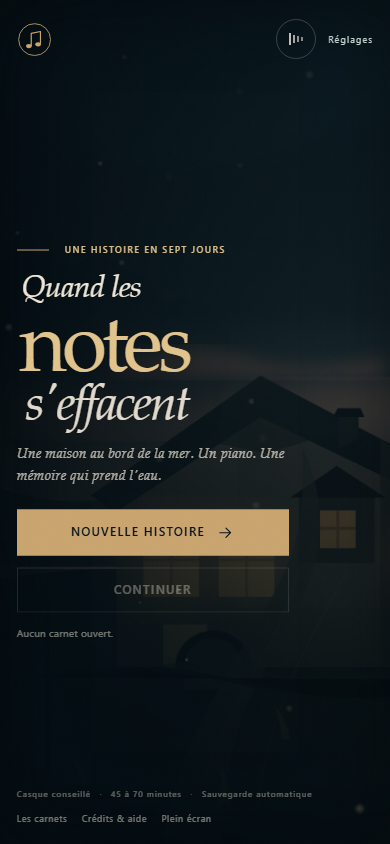 Réglages
UNE HISTOIRE EN SEPT JOURS
Quand les
notes
s'effacent
Une maison au bord de la mer. Un piano. Une
mémoire qui prend l'eau.
NOUVELLE HISTOIRE →
CONTINUER
Aucun carnet ouvert.
Casque conseillé · 45 à 70 minutes · Sauvegarde automatique
Les carnets Crédits & aide Plein écran